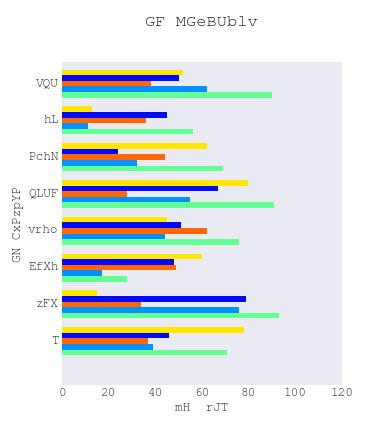 GF MGeBUblv
GN CxPzpYP
VQU
hL
PchN
QLUF
vrho
EfXh
zFX
T
0 20 40 60 80 100 120
mH rJT